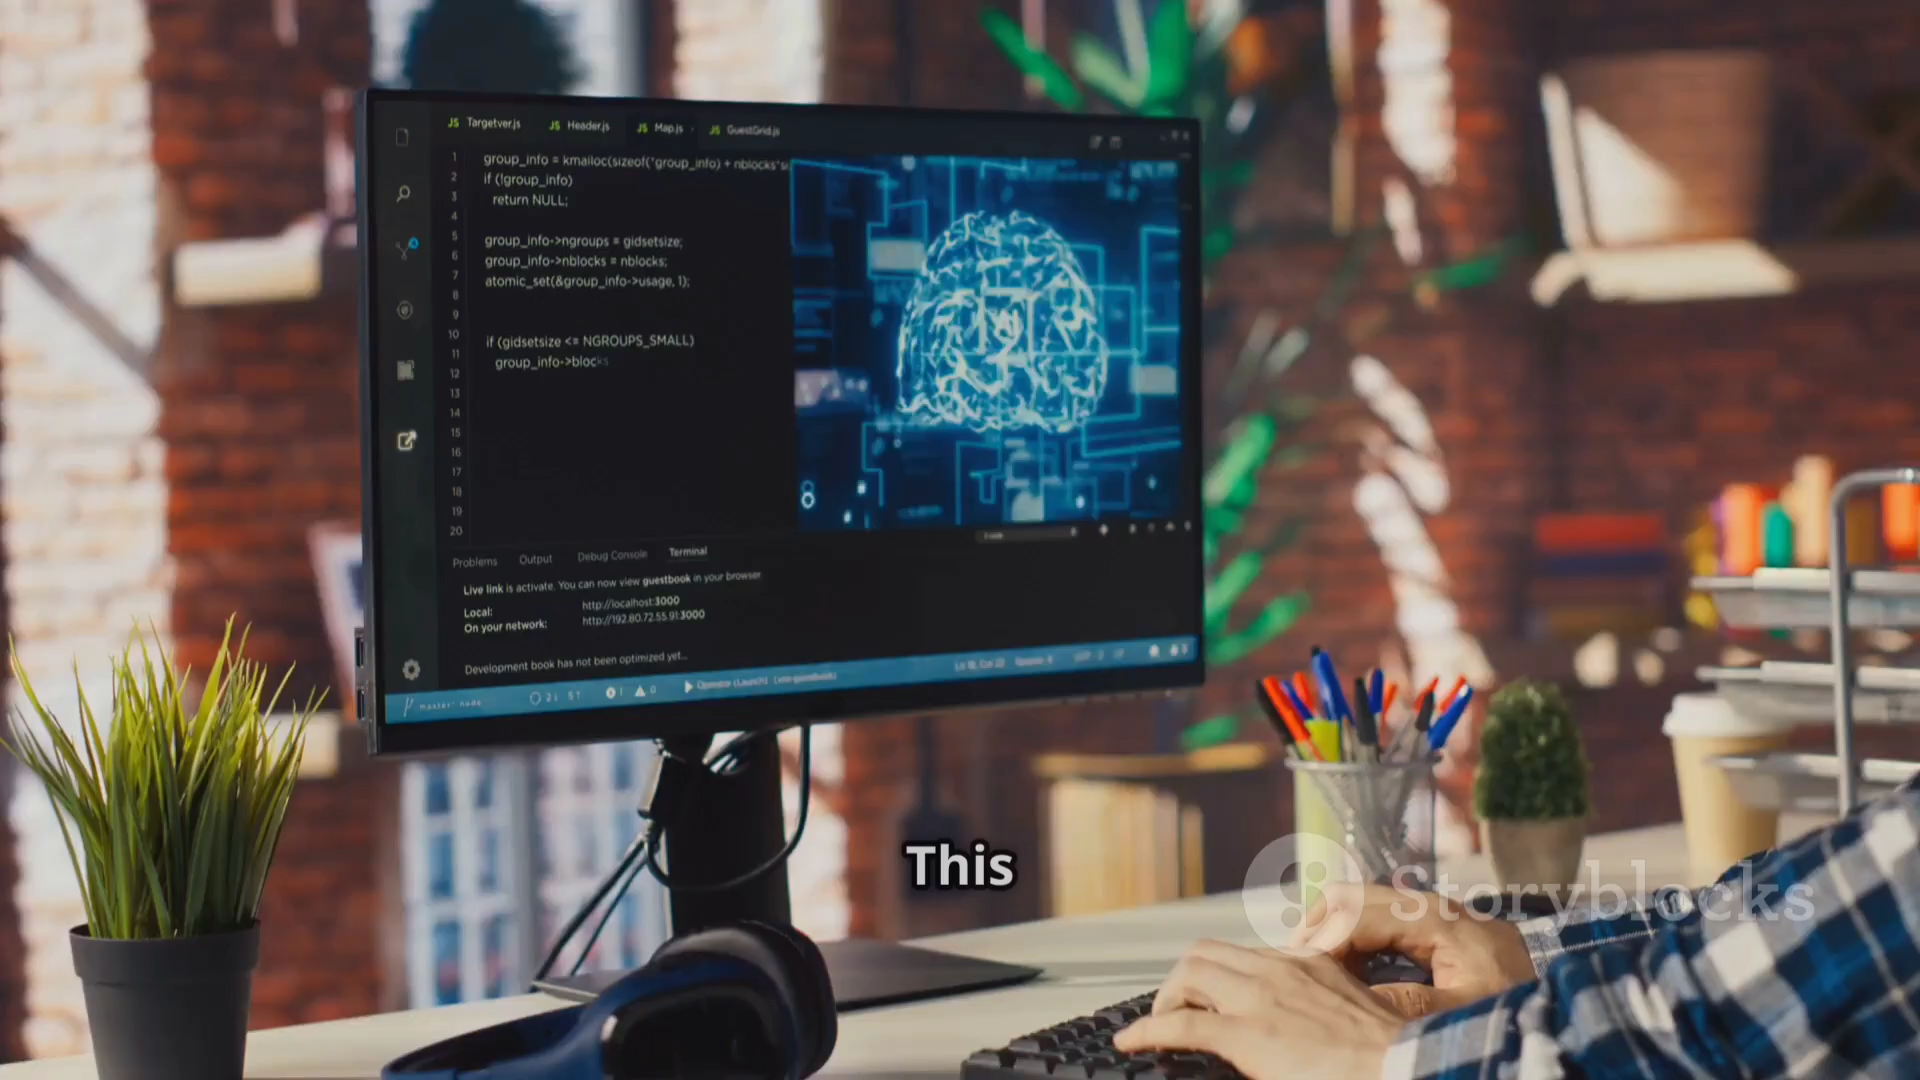 JS Targetver.js JS Header.js JS Map.js JS GuestGrid.js
1 group_info = kmalloc(sizeof(*group_info) + nblocks*si
2 if (!group_info)
3 return NULL;
4
5 group_info->ngroups = gidsetsize;
6 group_info->nblocks = nblocks;
7 atomic_set(&group_info->usage, 1);
8
9
10 if (gidsetsize <= NGROUPS_SMALL)
11 group_info->blocks
12
13
14
15
16
17
18
19
20
AI
Problems Output Debug Console Terminal
Live link is activate. You can now view guestbook in your browser
Local: http://localhost:3000
On your network: http://192.80.72.55.91:3000
Development book has not been optimized yet...
master* node
This
Storyblocks